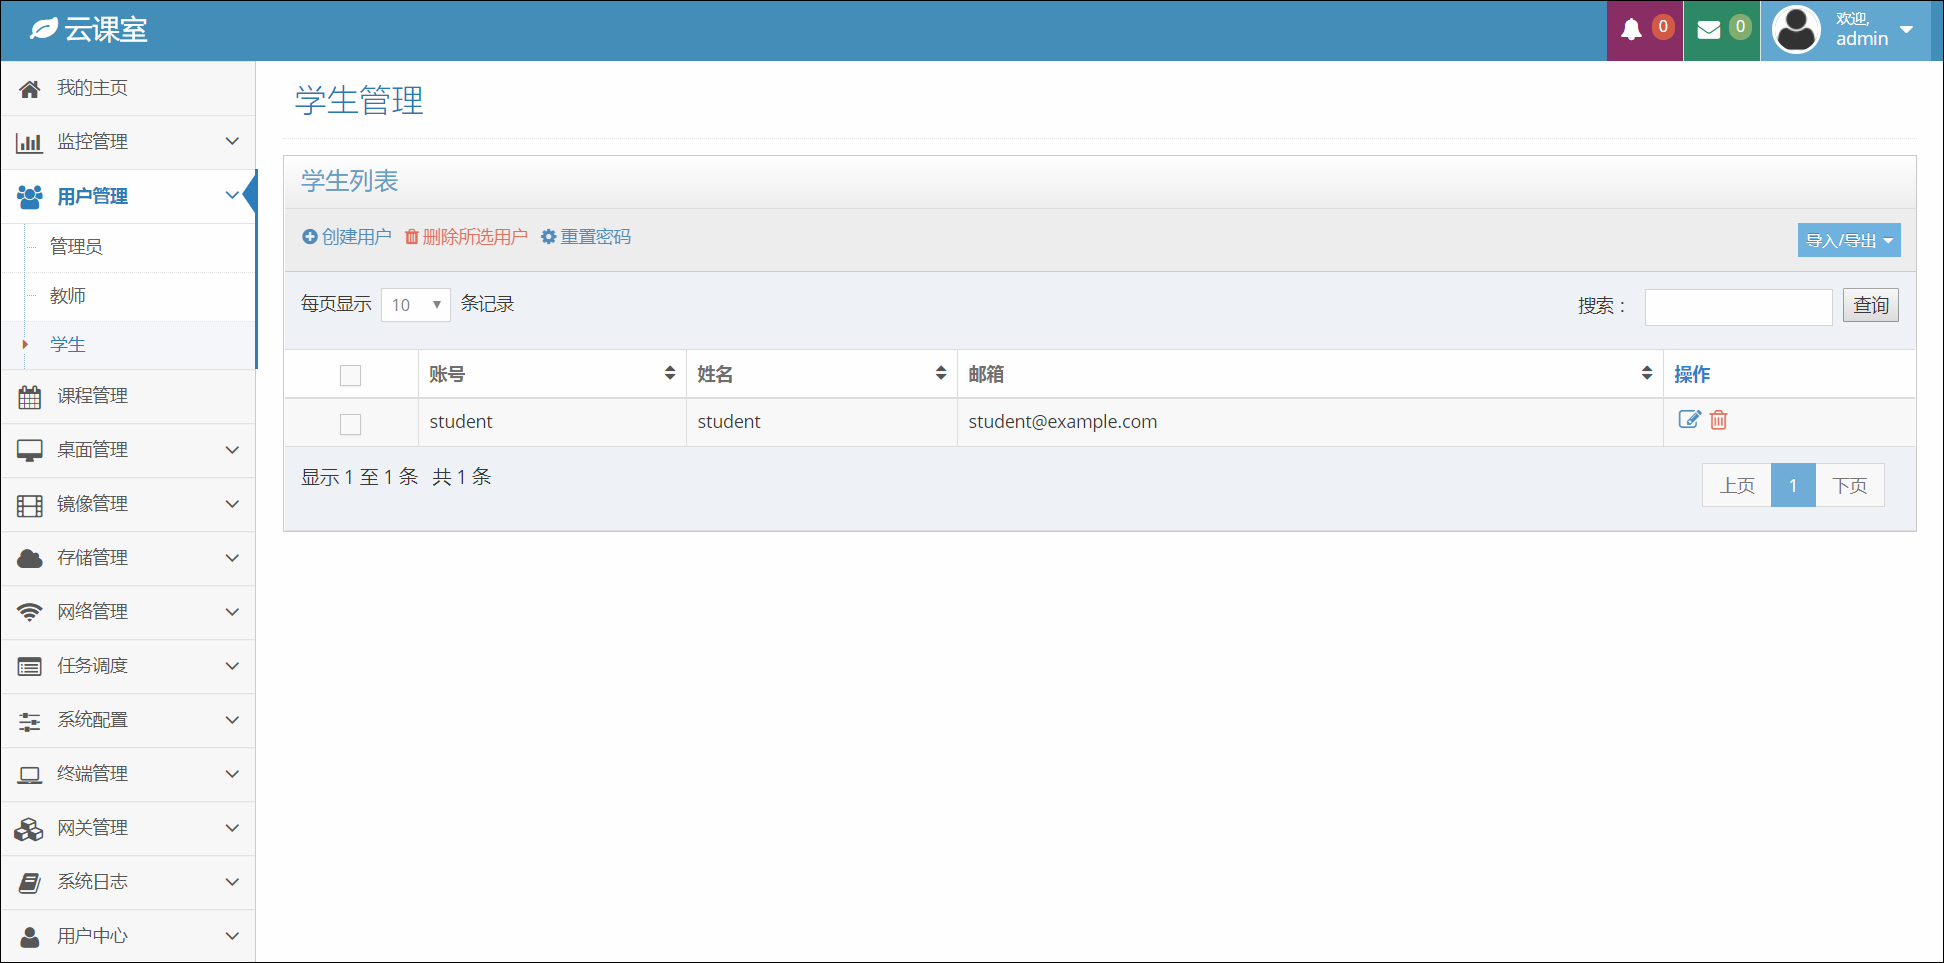 云课室
0
0
欢迎,
admin
我的主页
监控管理
用户管理
管理员
教师
学生
课程管理
桌面管理
镜像管理
存储管理
网络管理
任务调度
系统配置
终端管理
网关管理
系统日志
用户中心
学生管理
学生列表
创建用户 删除所选用户 重置密码
导入/导出
每页显示 10 条记录
搜索：
查询
账号 姓名 邮箱 操作
student student student@example.com
显示 1 至 1 条 共 1 条
上页 1 下页